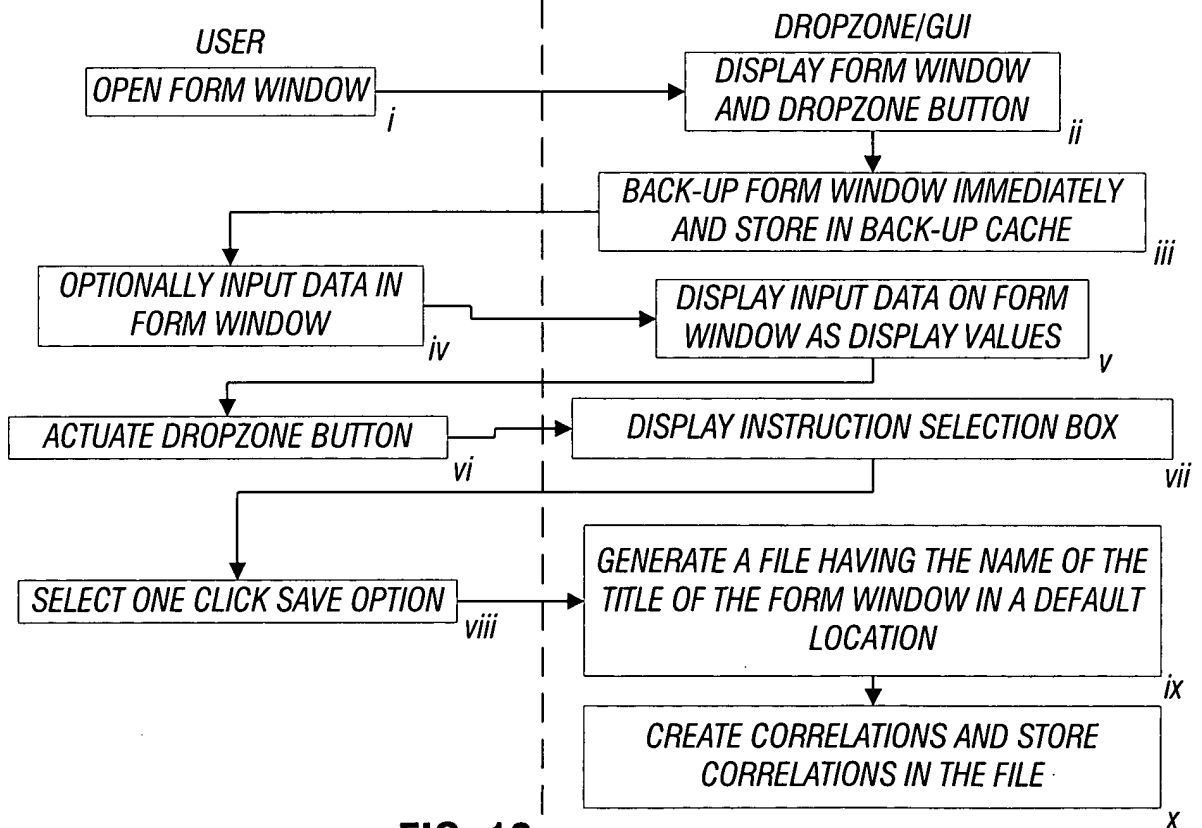 USER
DROPZONE/GUI
OPEN FORM WINDOW
i
DISPLAY FORM WINDOW
AND DROPZONE BUTTON
ii
BACK-UP FORM WINDOW IMMEDIATELY
AND STORE IN BACK-UP CACHE
iii
OPTIONALLY INPUT DATA IN
FORM WINDOW
iv
DISPLAY INPUT DATA ON FORM
WINDOW AS DISPLAY VALUES
v
ACTUATE DROPZONE BUTTON
vi
DISPLAY INSTRUCTION SELECTION BOX
vii
SELECT ONE CLICK SAVE OPTION
viii
GENERATE A FILE HAVING THE NAME OF THE
TITLE OF THE FORM WINDOW IN A DEFAULT
LOCATION
ix
CREATE CORRELATIONS AND STORE
CORRELATIONS IN THE FILE
x